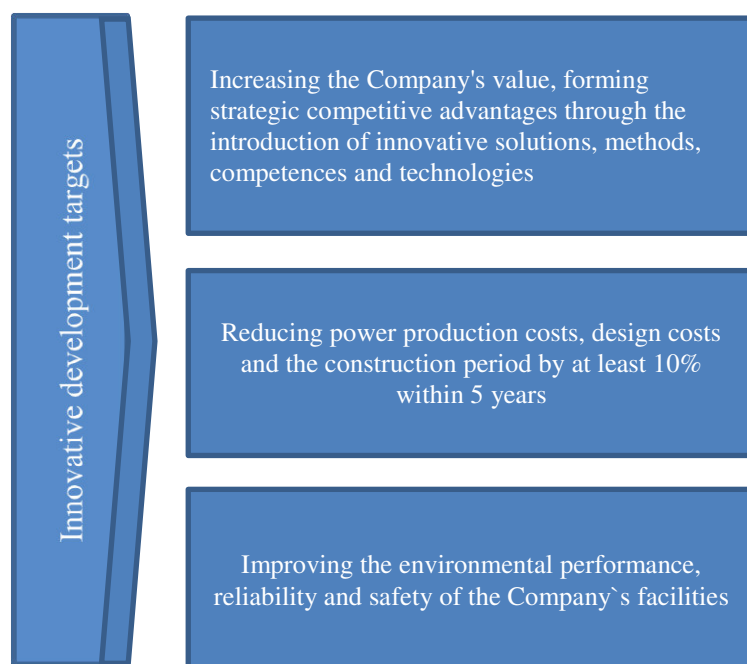 Innovative development targets
Increasing the Company's value, forming
strategic competitive advantages through the
introduction of innovative solutions, methods,
competences and technologies
Reducing power production costs, design costs
and the construction period by at least 10%
within 5 years
Improving the environmental performance,
reliability and safety of the Company`s facilities